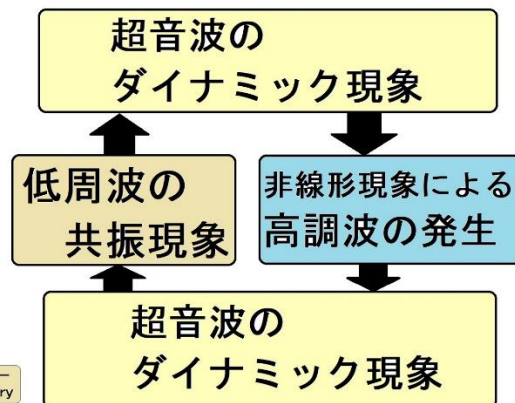 超音波の
ダイナミック現象
低周波の
共振現象
非線形現象による
高調波の発生
超音波の
ダイナミック現象
ー
ry